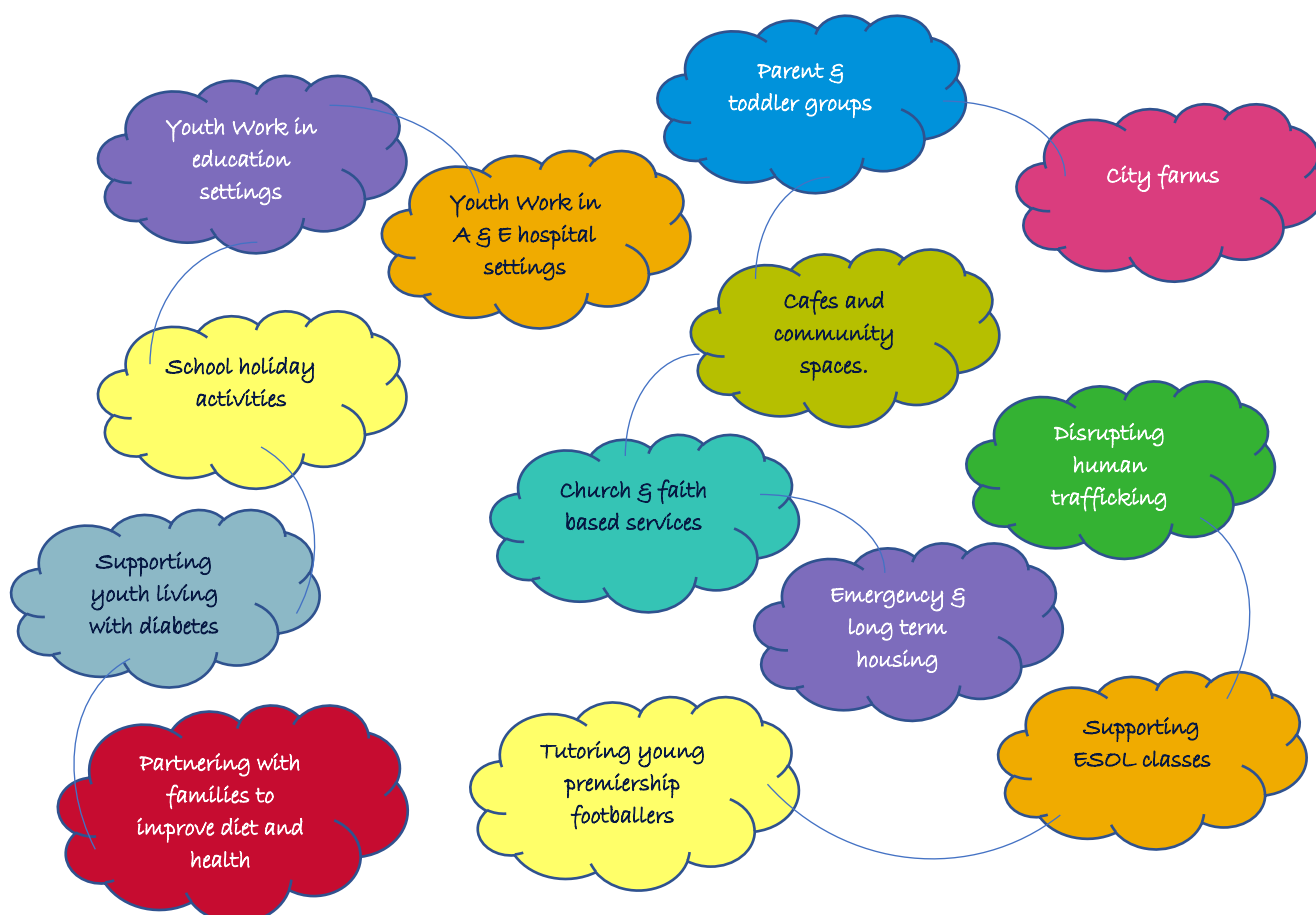 Youth Work in
education
settings
Youth Work in
A & E hospital
settings
School holiday
activities
Supporting
youth living
with diabetes
Partnering with
families to
improve diet and
health
Parent &
toddler groups
City farms
Cafes and
community
spaces.
Church & faith
based services
Emergency &
long term
housing
Disrupting
human
trafficking
Supporting
ESOL classes
Tutoring young
premiership
footballers